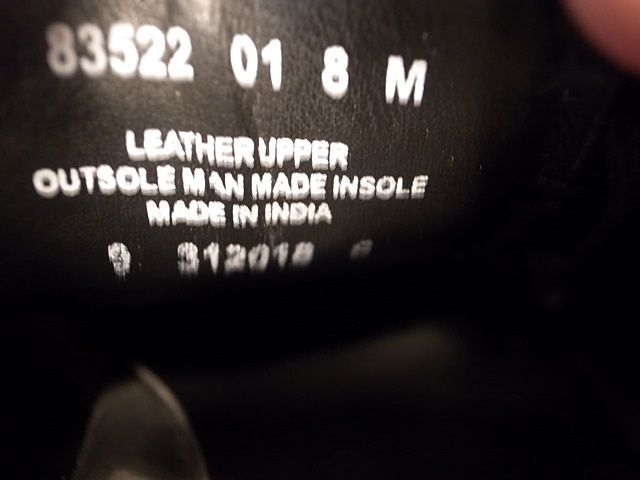 83522 01 8 M
LEATHER UPPER
OUTSOLE MAN MADE INSOLE
MADE IN INDIA
9 312018